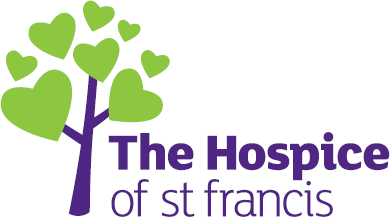 The Hospice
of st francis